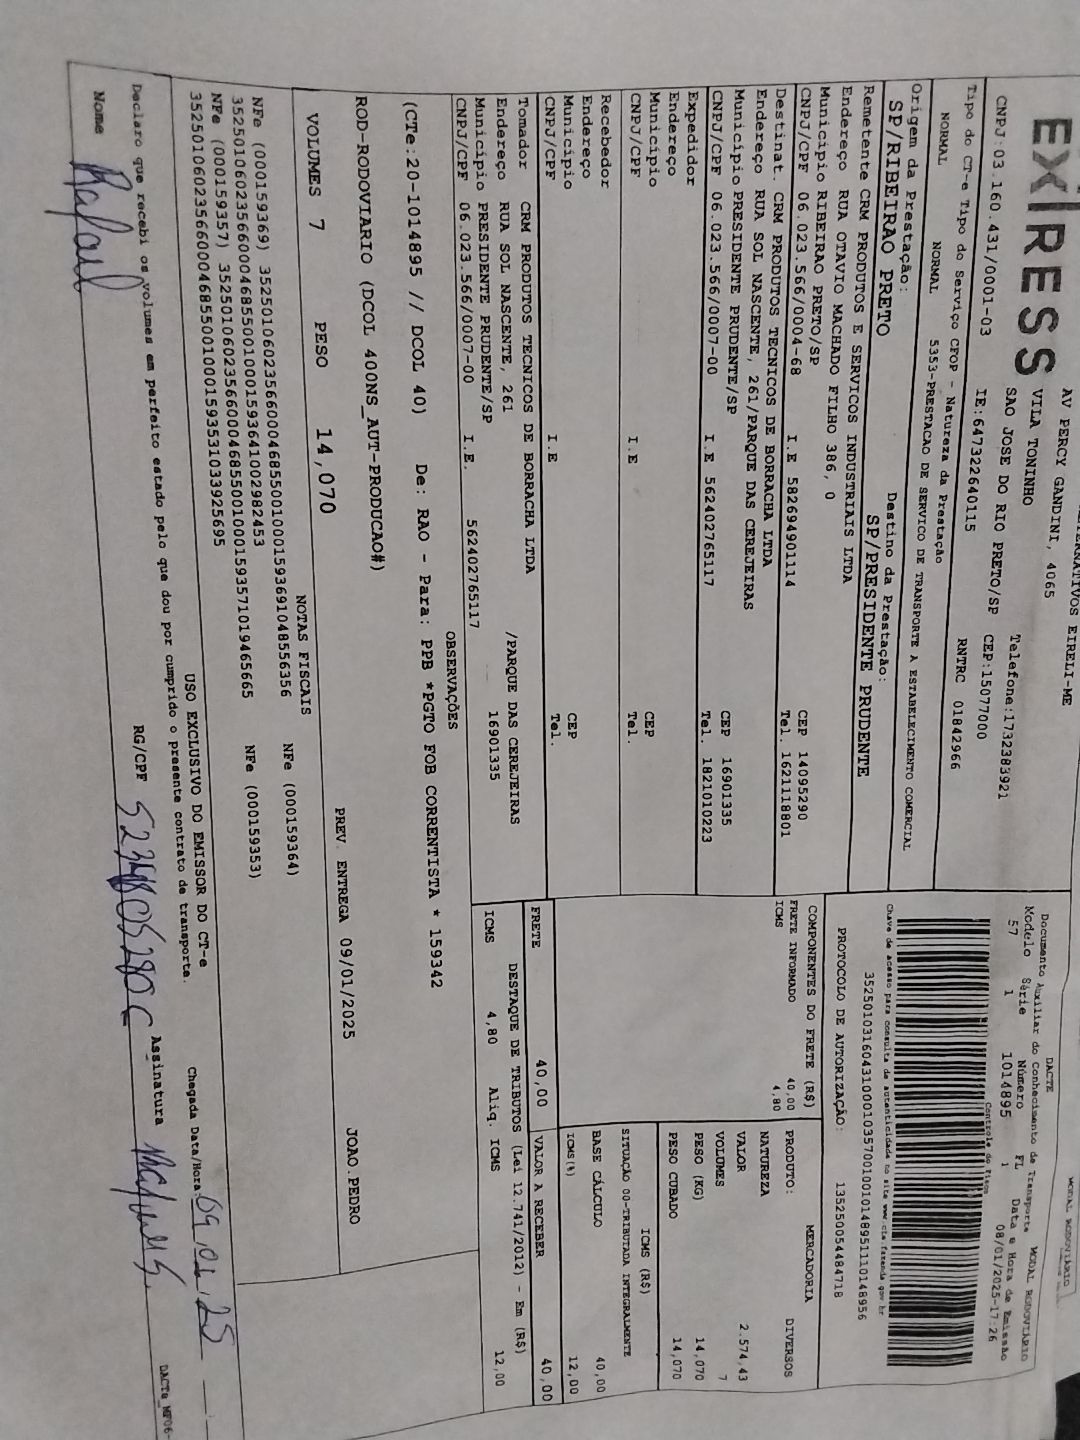 EXPRESS
AV PERCY GANDINI, 4065
VILA TONINHO
SAO JOSE DO RIO PRETO/SP
Telefone:1732383921
CNPJ:03.160.431/0001-03
IE:647322640115
CEP:15077000
RNTRC 01842966
Tipo do CT-e Tipo do Serviço CFOP - Natureza da Prestação
NORMAL NORMAL 5353-PRESTACAO DE SERVICO DE TRANSPORTE A ESTABELECIMENTO COMERCIAL
Origem da Prestação: Destino da Prestação:
SP/RIBEIRAO PRETO SP/PRESIDENTE PRUDENTE
Remetente CRM PRODUTOS E SERVICOS INDUSTRIAIS LTDA
Endereço RUA OTAVIO MACHADO FILHO 386, 0
Município RIBEIRAO PRETO/SP CEP 14095290
CNPJ/CPF 06.023.566/0004-68 I.E 582694901114 Tel. 1621118801
Destinat. CRM PRODUTOS TECNICOS DE BORRACHA LTDA
Endereço RUA SOL NASCENTE, 261/PARQUE DAS CEREJEIRAS
Município PRESIDENTE PRUDENTE/SP CEP 16901335
CNPJ/CPF 06.023.566/0007-00 I.E 562402765117 Tel. 1821010223
Expedidor
Endereço
Município CEP
CNPJ/CPF I.E Tel.
Recebedor
Endereço
Município CEP
CNPJ/CPF I.E Tel.
Tomador CRM PRODUTOS TECNICOS DE BORRACHA LTDA
Endereço RUA SOL NASCENTE, 261 /PARQUE DAS CEREJEIRAS
Município PRESIDENTE PRUDENTE/SP 16901335
CNPJ/CPF 06.023.566/0007-00 I.E. 562402765117
DACTE MODAL RODOVIÁRIO
Documento Auxiliar do Conhecimento de Transporte
Modelo Série Número FL Data e Hora de Emissão
57 1 1014895 1 08/01/2025-17:26
Controle do Fisco
Chave de acesso para consulta de autenticidade no site www.cte.fazenda.gov.br
35250103160431000103570010010148951110148956
PROTOCOLO DE AUTORIZAÇÃO: 135250054484718
COMPONENTES DO FRETE (R$)
FRETE INFORMADO 40,00
ICMS 4,80
MERCADORIA
PRODUTO: DIVERSOS
NATUREZA
VALOR 2.574,43
VOLUMES 7
PESO (KG) 14,070
PESO CUBADO 14,070
ICMS (R$)
SITUAÇÃO 00-TRIBUTADA INTEGRALMENTE
BASE CÁLCULO 40,00
ICMS(%) 12,00
FRETE 40,00 VALOR A RECEBER 40,00
DESTAQUE DE TRIBUTOS (Lei 12.741/2012) - Em (R$)
ICMS 4,80 Aliq. ICMS 12,00
OBSERVAÇÕES
(CTe:20-1014895 // DCOL 40) De: RAO - Para: PPB *PGTO FOB CORRENTISTA * 159342
ROD-RODOVIARIO (DCOL 400NS_AUT-PRODUCAO#)
VOLUMES 7 PESO 14,070 PREV. ENTREGA 09/01/2025 JOAO.PEDRO
NOTAS FISCAIS
NFe (000159369) 35250106023566000468550010001593691048556356 NFe (000159364)
35250106023566000468550010001593641002982453
NFe (000159357) 35250106023566000468550010001593571019465665 NFe (000159353)
35250106023566000468550010001593531033925695
USO EXCLUSIVO DO EMISSOR DO CT-e
Declaro que recebi os volumes em perfeito estado pelo que dou por cumprido o presente contrato de transporte.
Chegada Data/Hora: 09.01.25
Nome Rafael RG/CPF Assinatura